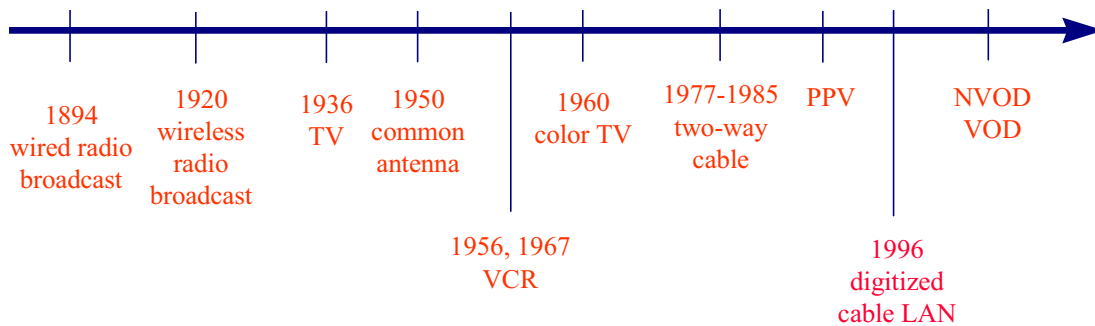 1894
wired radio
broadcast
1920
wireless
radio
broadcast
1936
TV
1950
common
antenna
1956, 1967
VCR
1960
color TV
1977-1985
two-way
cable
PPV
1996
digitized
cable LAN
NVOD
VOD